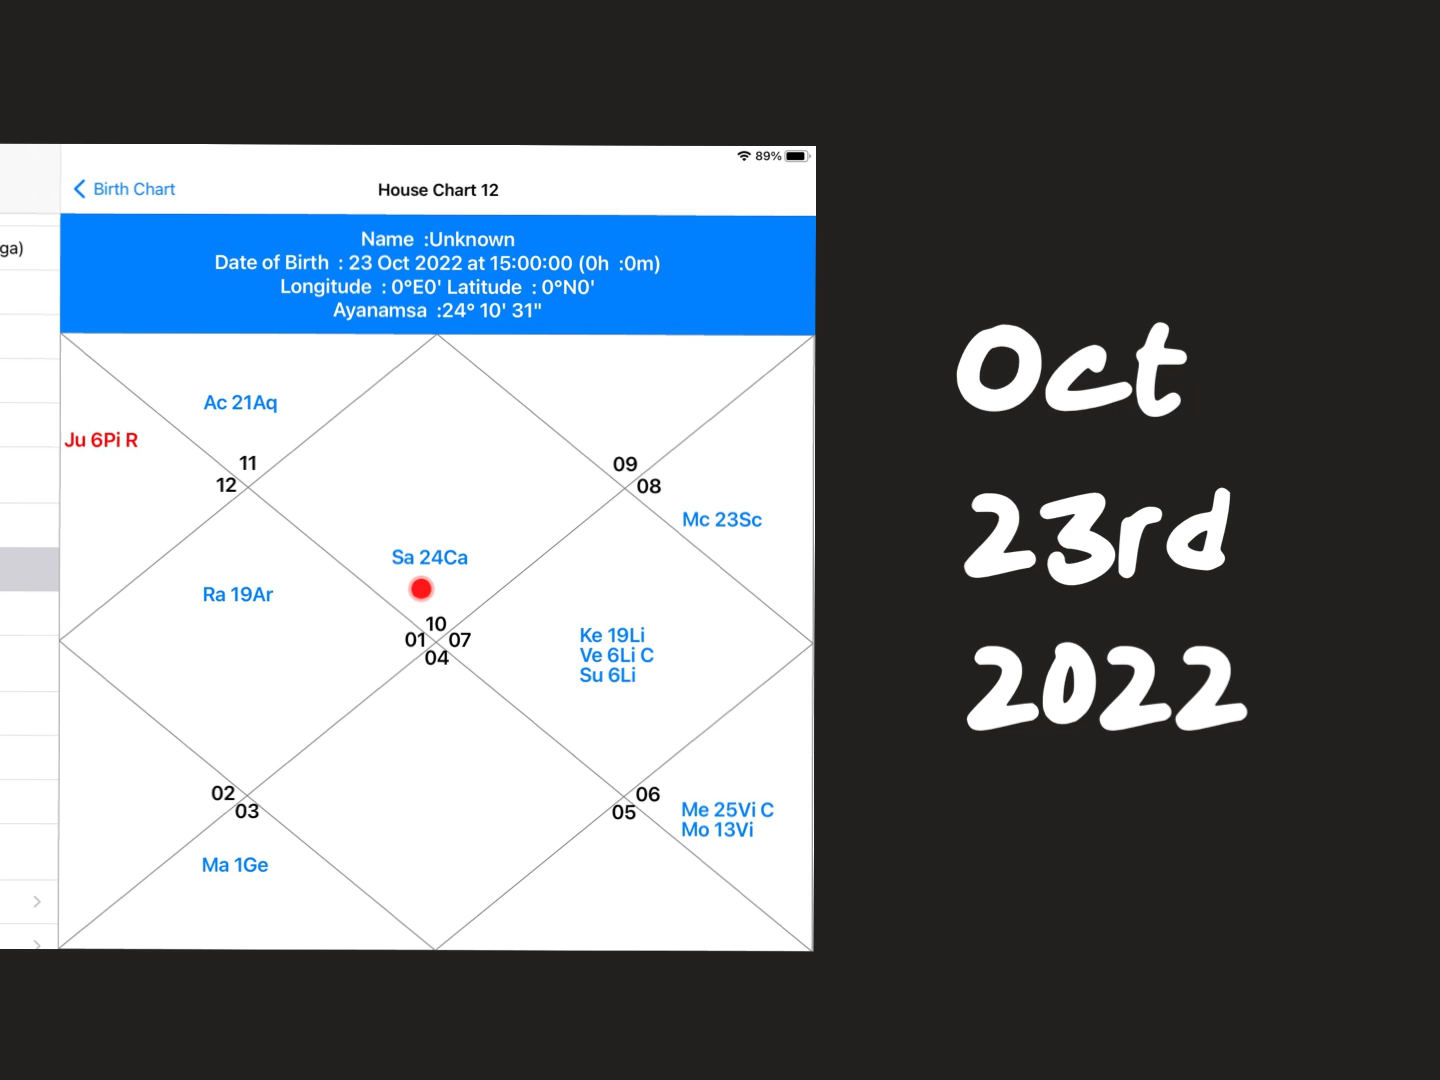 89%
Birth Chart
House Chart 12
ga)
Name :Unknown
Date of Birth : 23 Oct 2022 at 15:00:00 (0h :0m)
Longitude : 0°E0' Latitude : 0°N0'
Ayanamsa :24° 10' 31"
Ac 21Aq
Ju 6Pi R
11
12
09
08
Mc 23Sc
Sa 24Ca
Ra 19Ar
10
01 07
04
Ke 19Li
Ve 6Li C
Su 6Li
02
03
06
05
Me 25Vi C
Mo 13Vi
Ma 1Ge
Oct
23rd
2022